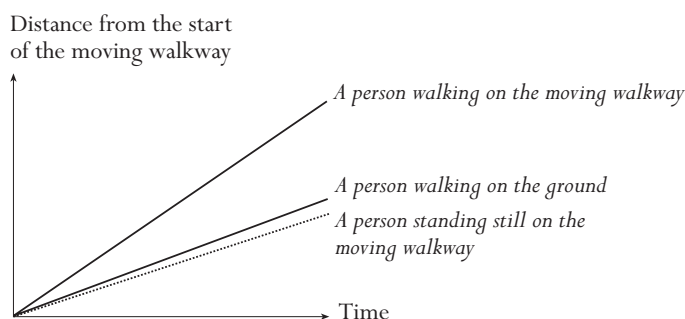 Distance from the start
of the moving walkway
A person walking on the moving walkway
A person walking on the ground
A person standing still on the
moving walkway
Time